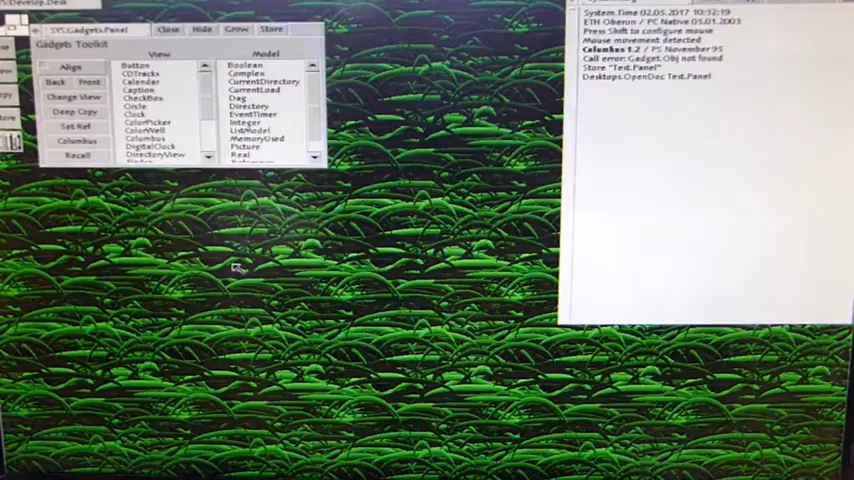 S:Develop.Desk
SYS:Gadgets.Panel Close Hide Grow Store
Gadgets Toolkit
View Model
Align
Back Front
Change View
Deep Copy
Set Ref
Columbus
Recall
Button
CDTracks
Calendar
Caption
CheckBox
Circle
Clock
ColorPicker
ColorWell
Columbus
DigitalClock
DirectoryView
Boolean
Complex
CurrentDirectory
CurrentLoad
Dag
Directory
EventTimer
Integer
ListModel
MemoryUsed
Picture
Real
System.Time 02.05.2017 10:32:19
ETH Oberon / PC Native 05.01.2003
Press Shift to configure mouse
Mouse movement detected
Columbus 1.2 / PS November 95
Call error: Gadget.Obj not found
Store "Text.Panel"
Desktops.OpenDoc Text.Panel